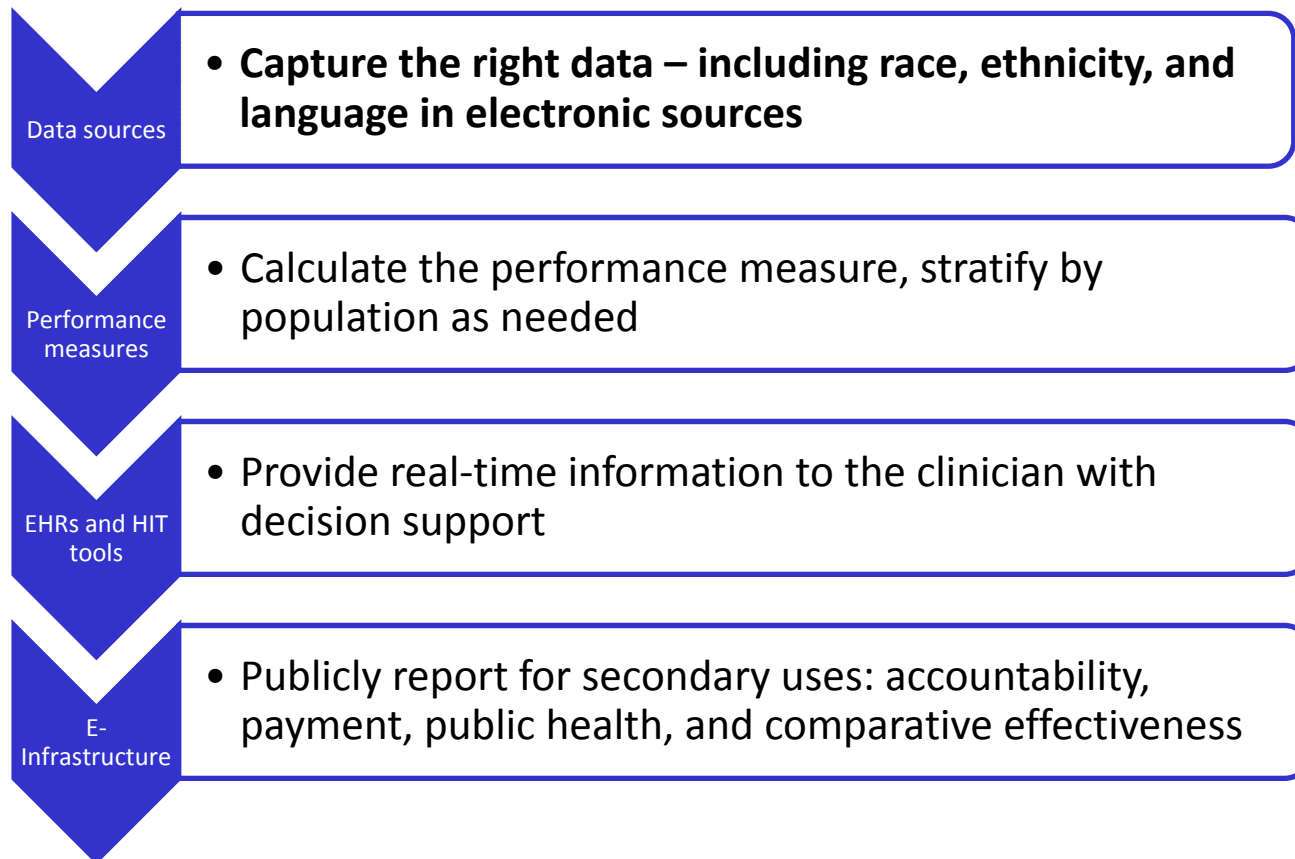 Data sources
• Capture the right data – including race, ethnicity, and
language in electronic sources
Performance
measures
• Calculate the performance measure, stratify by
population as needed
EHRs and HIT
tools
• Provide real-time information to the clinician with
decision support
E-
Infrastructure
• Publicly report for secondary uses: accountability,
payment, public health, and comparative effectiveness